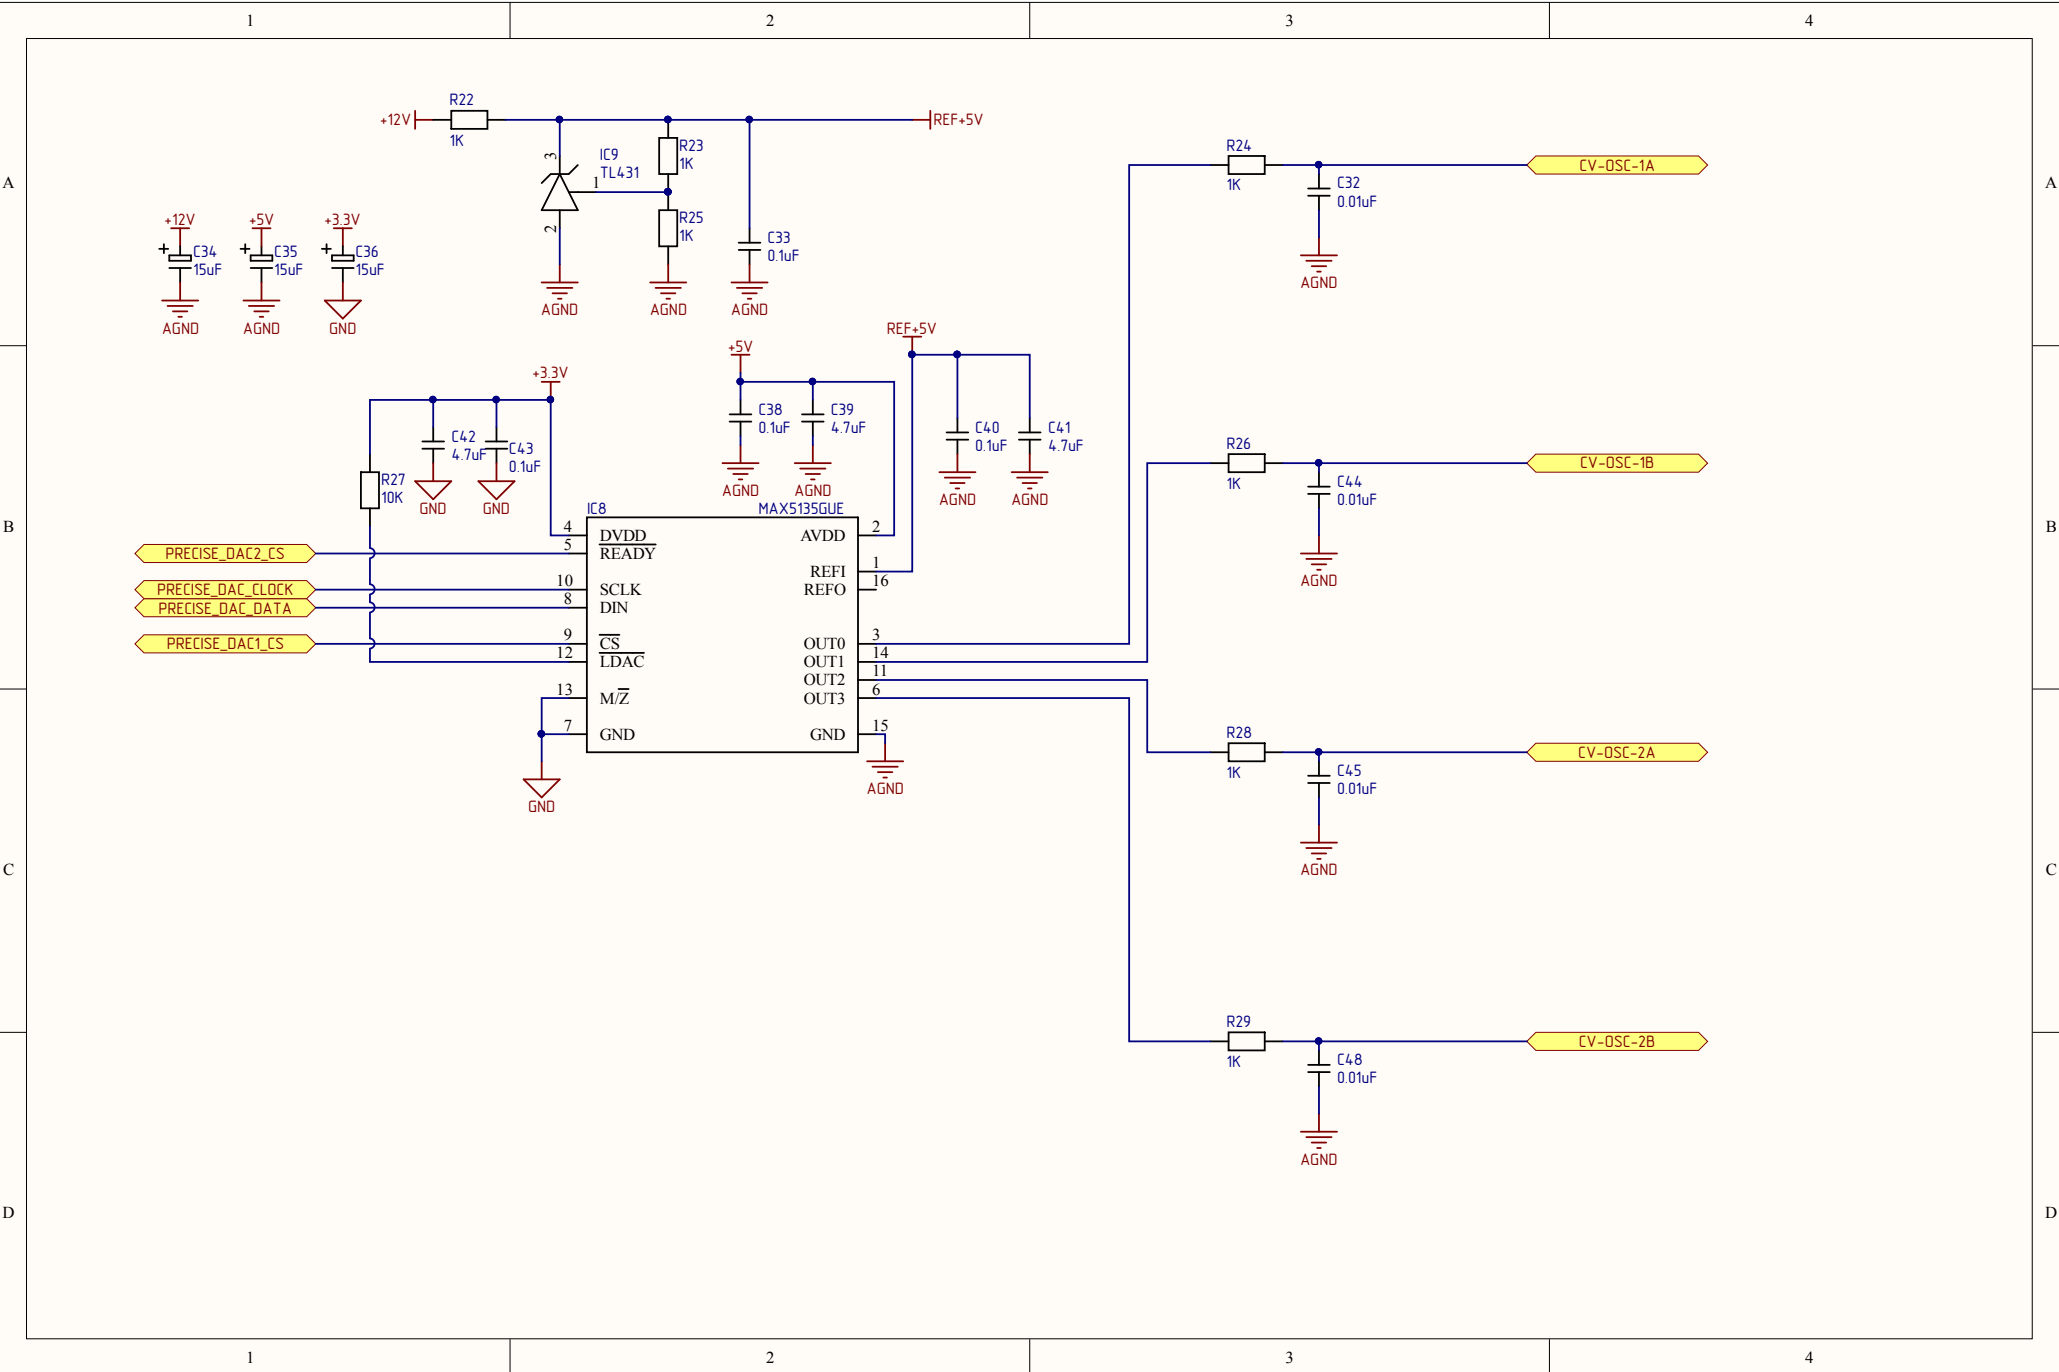 1 2 3 4
A A
B B
C C
D D
R22
+12V
1K
REF+5V
IC9
TL431
3
1
2
R23
1K
R25
1K
C33
0.1uF
AGND AGND AGND
+12V +5V +3.3V
+ C34
15uF
+ C35
15uF
+ C36
15uF
AGND AGND GND
R24
1K
C32
0.01uF
AGND
CV-OSC-1A
+3.3V
C42
4.7uF
C43
0.1uF
R27
10K
GND GND
+5V
C38
0.1uF
C39
4.7uF
AGND AGND
REF+5V
C40
0.1uF
C41
4.7uF
AGND AGND
R26
1K
C44
0.01uF
AGND
CV-OSC-1B
IC8 MAX5135GUE
4 DVDD AVDD 2
5 READY
REFI 1
10 SCLK REFO 16
8 DIN
9 CS OUT0 3
12 LDAC OUT1 14
OUT2 11
13 M/Z OUT3 6
7 GND GND 15
PRECISE_DAC2_CS
PRECISE_DAC_CLOCK
PRECISE_DAC_DATA
PRECISE_DAC1_CS
GND
AGND
R28
1K
C45
0.01uF
AGND
CV-OSC-2A
R29
1K
C48
0.01uF
AGND
CV-OSC-2B
1 2 3 4